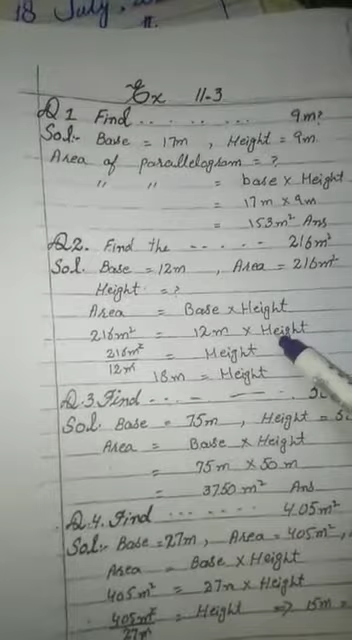 18 July,
11.
Ex 11-3
Q1 Find . . . . . . . 9m?
Sol:- Base = 17m , Height = 9m
Area of parallelogram = ?
" " = base × Height
= 17m × 9m
= 153m² Ans
Q2. Find the - - - - - 216m²
Sol. Base = 12m , Area = 216m²
Height = ?
Area = Base × Height
216m² = 12m × Height
216m²/12m = Height
18m = Height
Q.3. Find
Sol:- Base = 75m , Height =
Area = Base × Height
= 75m × 50m
= 3750m² Ans
Q.4. Find - - - - - - 4.05m²
Sol:- Base = 27m, Area = 405m²,
Area = Base × Height
405m² = 27m × Height
405m²/27m = Height ⇒ 15m =